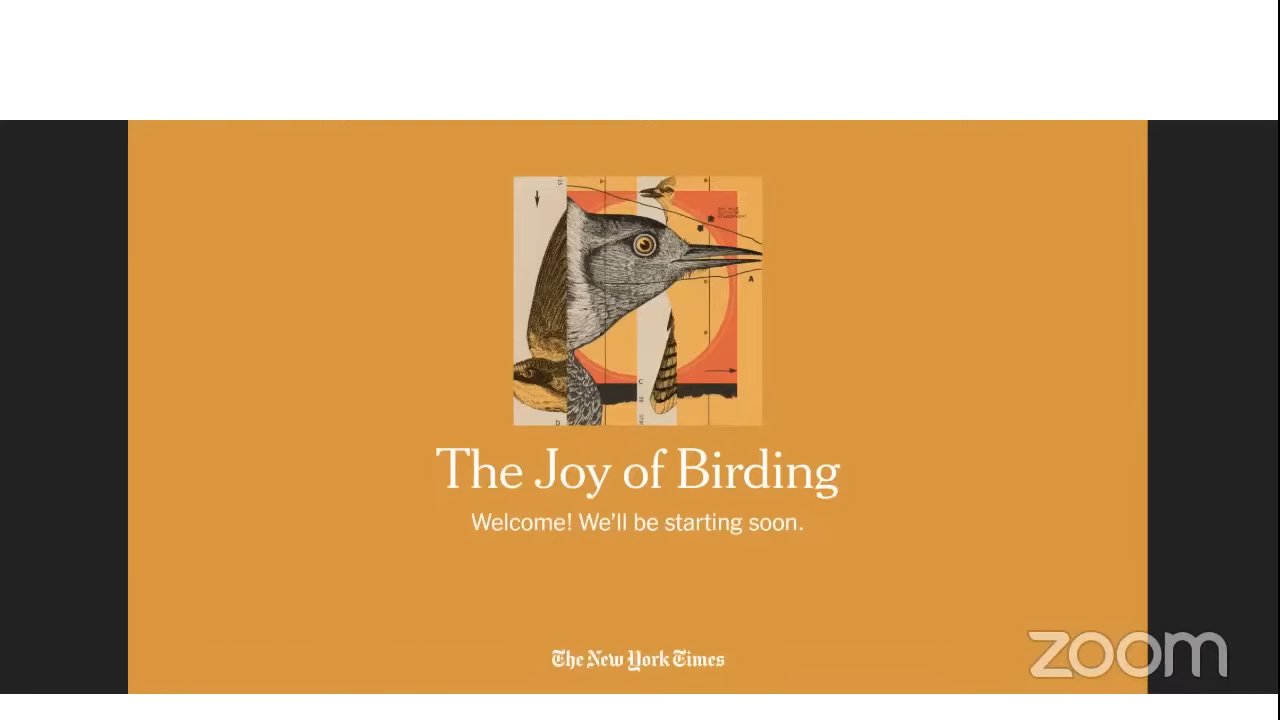 A
C
D
The Joy of Birding
Welcome! We'll be starting soon.
The New York Times
zoom